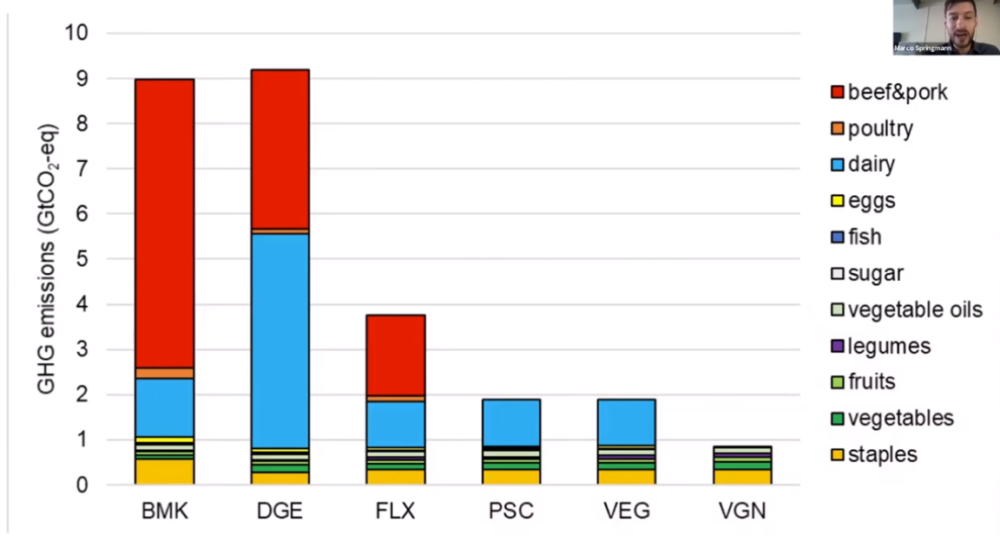 Marco Springmann
GHG emissions (GtCO₂-eq)
10
9
8
7
6
5
4
3
2
1
0
BMK DGE FLX PSC VEG VGN
beef&pork
poultry
dairy
eggs
fish
sugar
vegetable oils
legumes
fruits
vegetables
staples